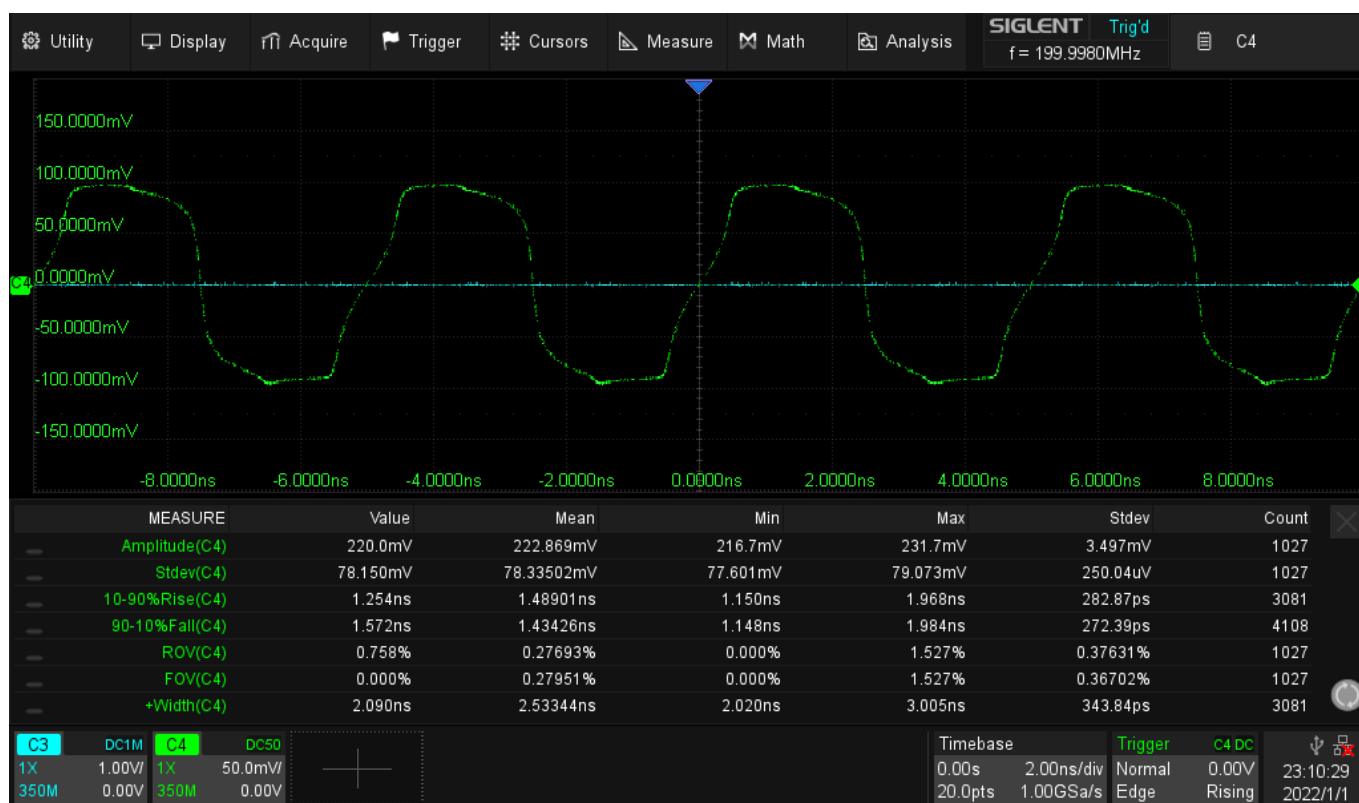 Utility Display Acquire Trigger Cursors Measure Math Analysis SIGLENT Trig'd C4
f = 199.9980MHz
150.0000mV
100.0000mV
50.0000mV
C4 0.0000mV
-50.0000mV
-100.0000mV
-150.0000mV
-8.0000ns -6.0000ns -4.0000ns -2.0000ns 0.0000ns 2.0000ns 4.0000ns 6.0000ns 8.0000ns
MEASURE Value Mean Min Max Stdev Count
Amplitude(C4) 220.0mV 222.869mV 216.7mV 231.7mV 3.497mV 1027
Stdev(C4) 78.150mV 78.33502mV 77.601mV 79.073mV 250.04uV 1027
10-90%Rise(C4) 1.254ns 1.48901ns 1.150ns 1.968ns 282.87ps 3081
90-10%Fall(C4) 1.572ns 1.43426ns 1.148ns 1.984ns 272.39ps 4108
ROV(C4) 0.758% 0.27693% 0.000% 1.527% 0.37631% 1027
FOV(C4) 0.000% 0.27951% 0.000% 1.527% 0.36702% 1027
+Width(C4) 2.090ns 2.53344ns 2.020ns 3.005ns 343.84ps 3081
C3 DC1M C4 DC50 Timebase Trigger C4 DC
1X 1.00V/ 1X 50.0mV/ 0.00s 2.00ns/div Normal 0.00V 23:10:29
350M 0.00V 350M 0.00V 20.0pts 1.00GSa/s Edge Rising 2022/1/1